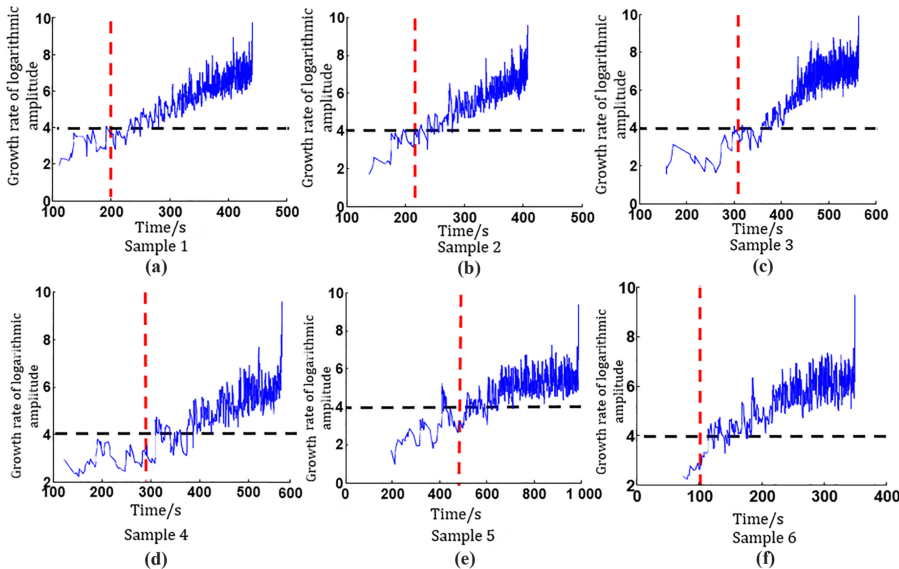 Growth rate of logarithmic
amplitude
10
8
6
4
2
0
100
200
300
400
500
Time/s
Sample 1
(a)
Growth rate of logarithmic
amplitude
10
8
6
4
2
0
100
200
300
400
500
Time/s
Sample 2
(b)
Growth rate of logarithmic
amplitude
10
8
6
4
2
0
100
200
300
400
500
600
Time/s
Sample 3
(c)
Growth rate of logarithmic
amplitude
10
8
6
4
2
100
200
300
400
500
600
Time/s
Sample 4
(d)
Growth rate of logarithmic
amplitude
10
8
6
4
2
0
0
200
400
600
800
1 000
Time/s
Sample 5
(e)
Growth rate of logarithmic
amplitude
10
8
6
4
2
0
100
200
300
400
Time/s
Sample 6
(f)